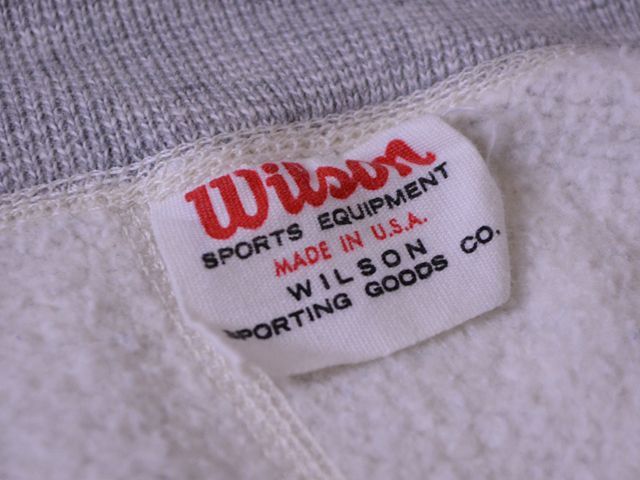 Wilson
SPORTS EQUIPMENT
MADE IN U.S.A.
WILSON
SPORTING GOODS CO.